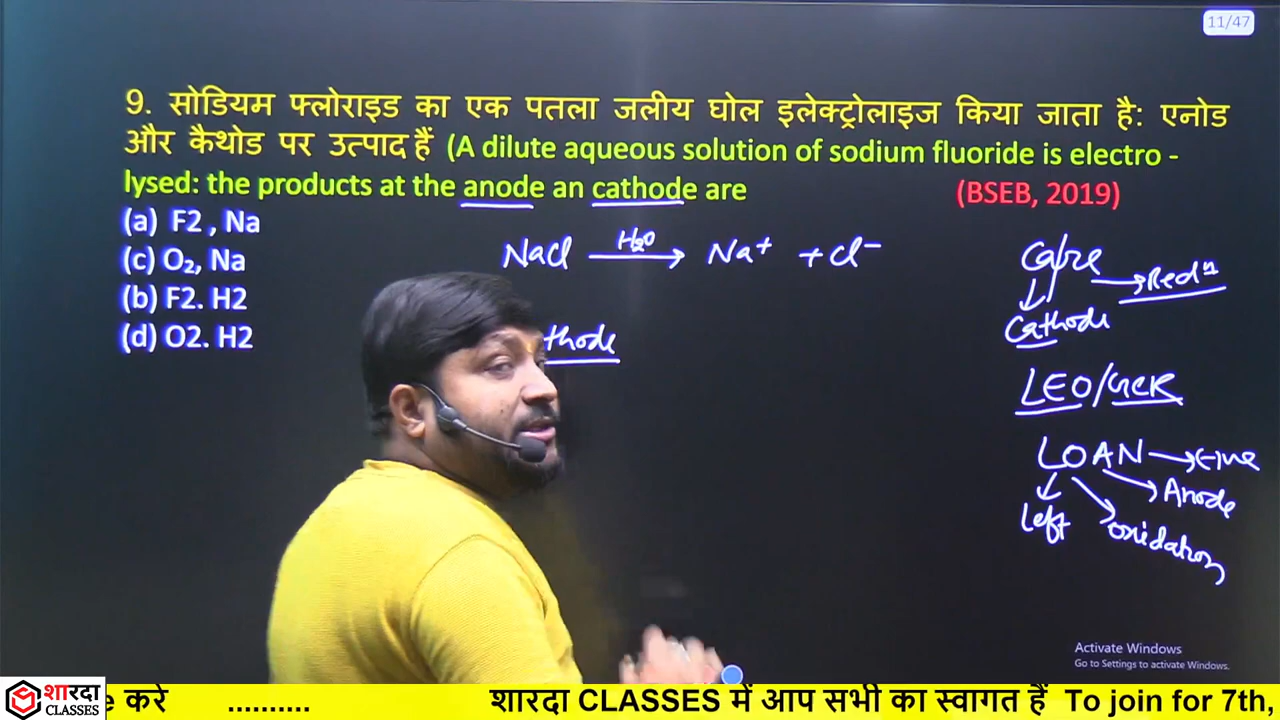 11/47
9. सोडियम फ्लोराइड का एक पतला जलीय घोल इलेक्ट्रोलाइज किया जाता है: एनोड
और कैथोड पर उत्पाद हैं (A dilute aqueous solution of sodium fluoride is electro -
lysed: the products at the anode an cathode are (BSEB, 2019)
(a) F2 , Na
(c) O₂, Na
(b) F2. H2
(d) O2. H2
NaCl H₂O Na⁺ + Cl⁻
thode
Redⁿ
Cathode
LEO/GER
LOAN
Anode
Left
oxidation
Activate Windows
Go to Settings to activate Windows.
शारदा
CLASSES
e करे .......... शारदा CLASSES में आप सभी का स्वागत हैं To join for 7th,